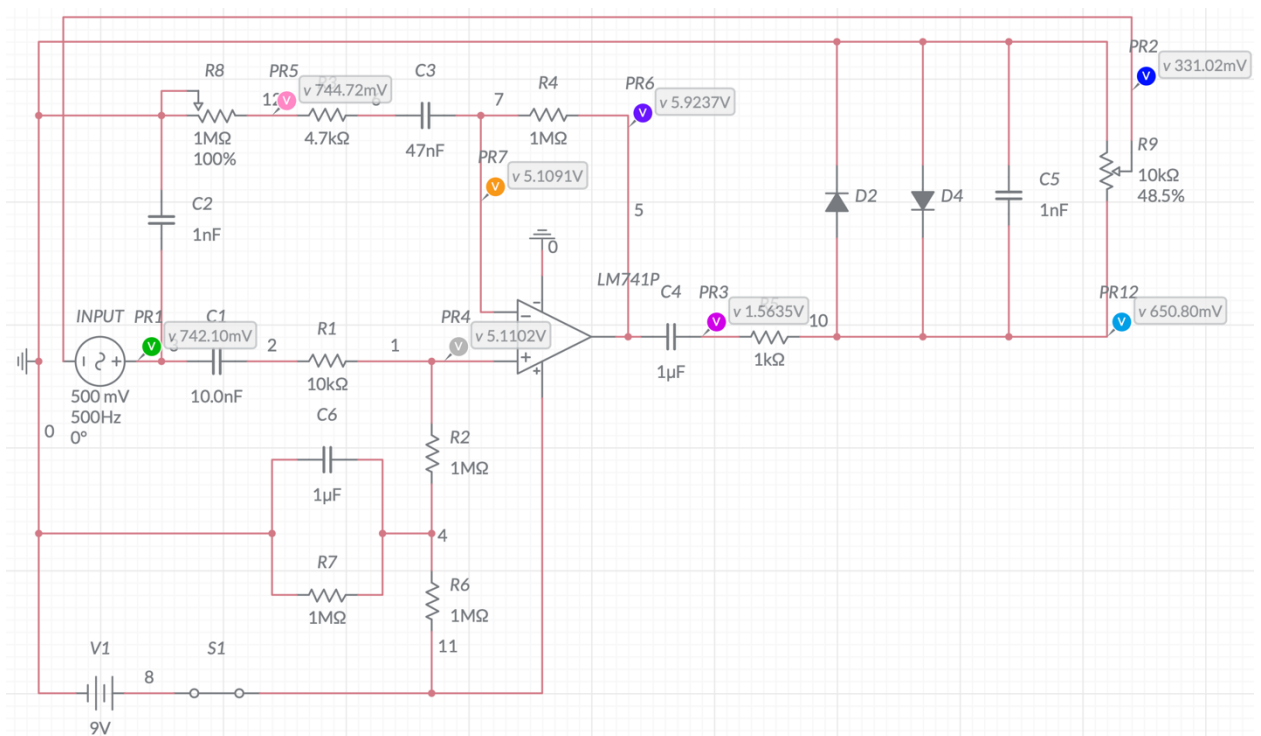 PR2
v 331.02mV
R8
PR5
C3
R4
PR6
12
v 744.72mV
7
v 5.9237V
1MΩ
100%
4.7kΩ
47nF
1MΩ
R9
10kΩ
48.5%
PR7
v 5.1091V
C2
1nF
5
D2
D4
C5
1nF
0
LM741P
C4
PR3
PR12
v 1.5635V
v 650.80mV
10
1kΩ
1µF
INPUT
PR1
C1
v 742.10mV
R1
PR4
v 5.1102V
2
1
500 mV
500Hz
0°
10.0nF
10kΩ
C6
0
1µF
R2
1MΩ
4
R7
1MΩ
R6
1MΩ
11
V1
S1
8
9V